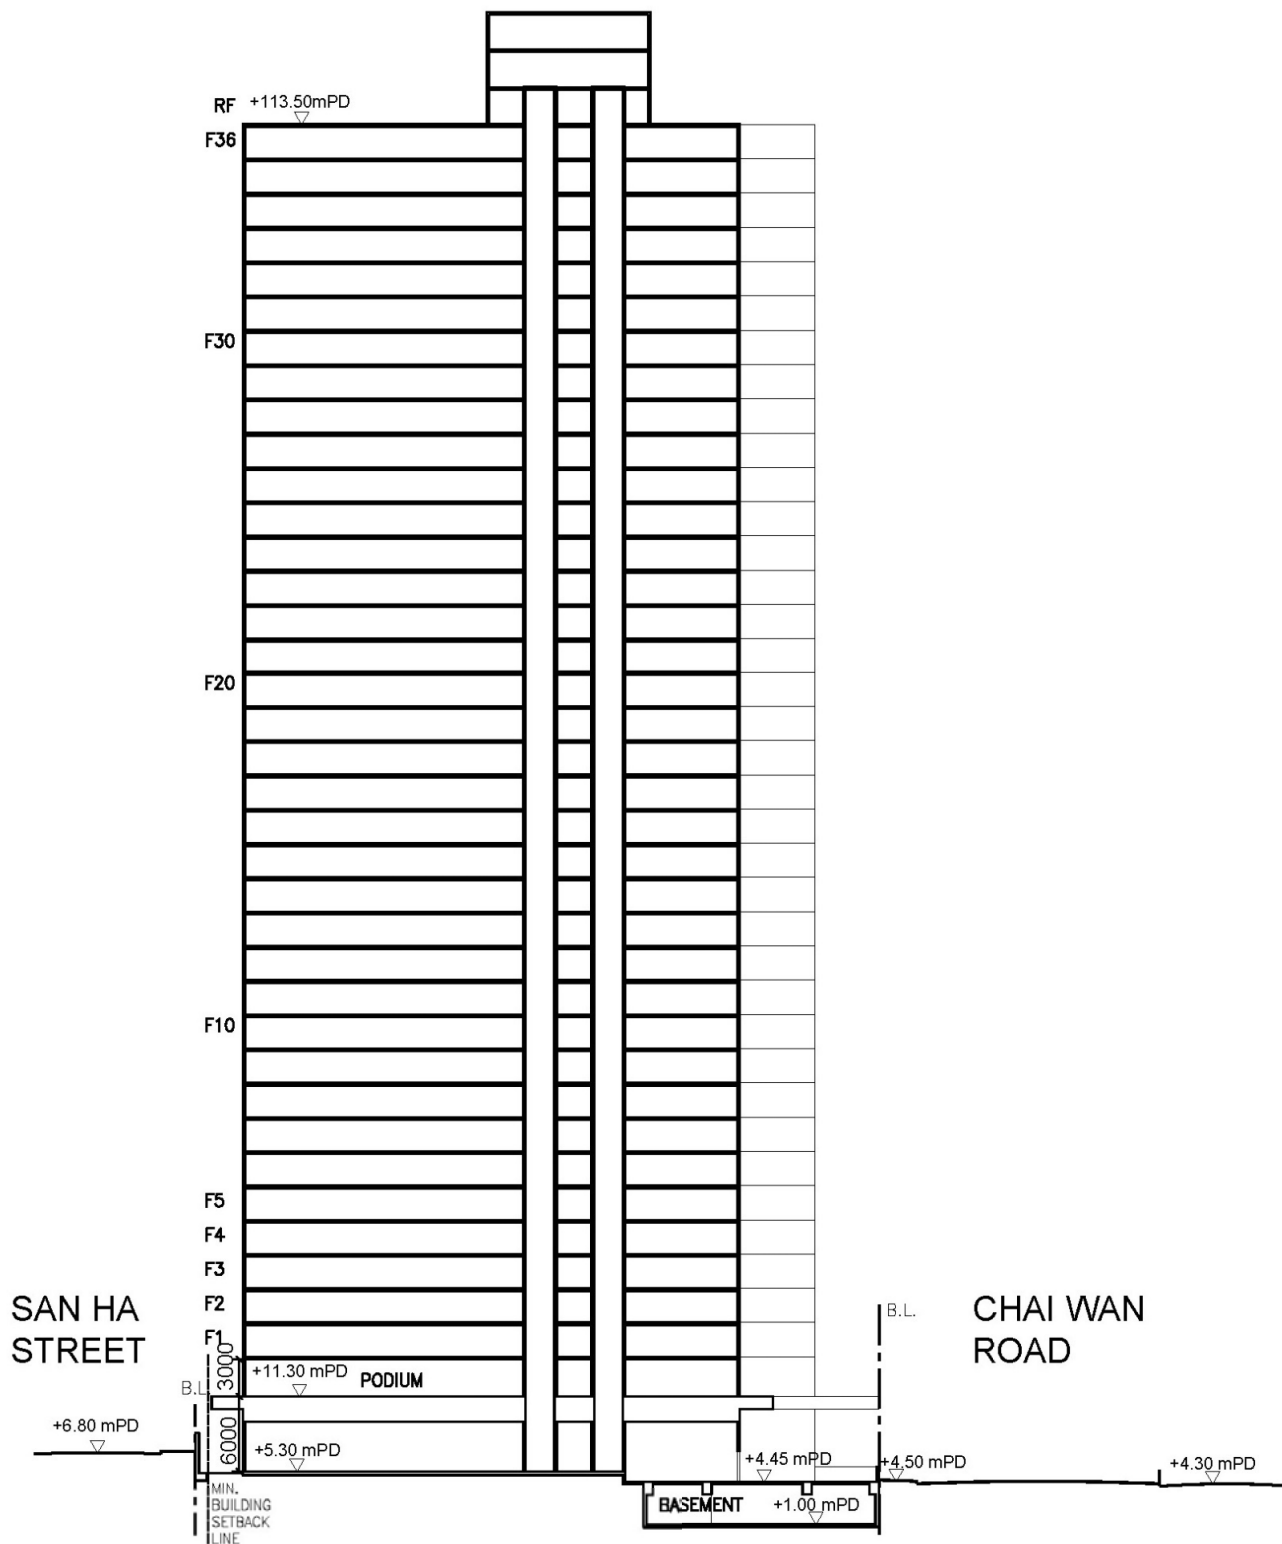 RF
+113.50mPD
F36
F30
F20
F10
F5
F4
F3
F2
F1
SAN HA
STREET
CHAI WAN
ROAD
B.L.
3000
+11.30 mPD
PODIUM
B.L.
+6.80 mPD
6000
+5.30 mPD
+4.45 mPD
+4.50 mPD
+4.30 mPD
MIN.
BUILDING
SETBACK
LINE
BASEMENT
+1.00 mPD